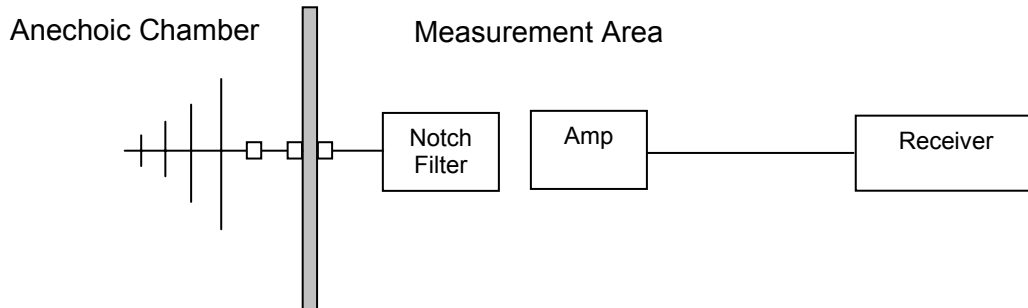 Anechoic Chamber
Measurement Area
Notch
Filter
Amp
Receiver